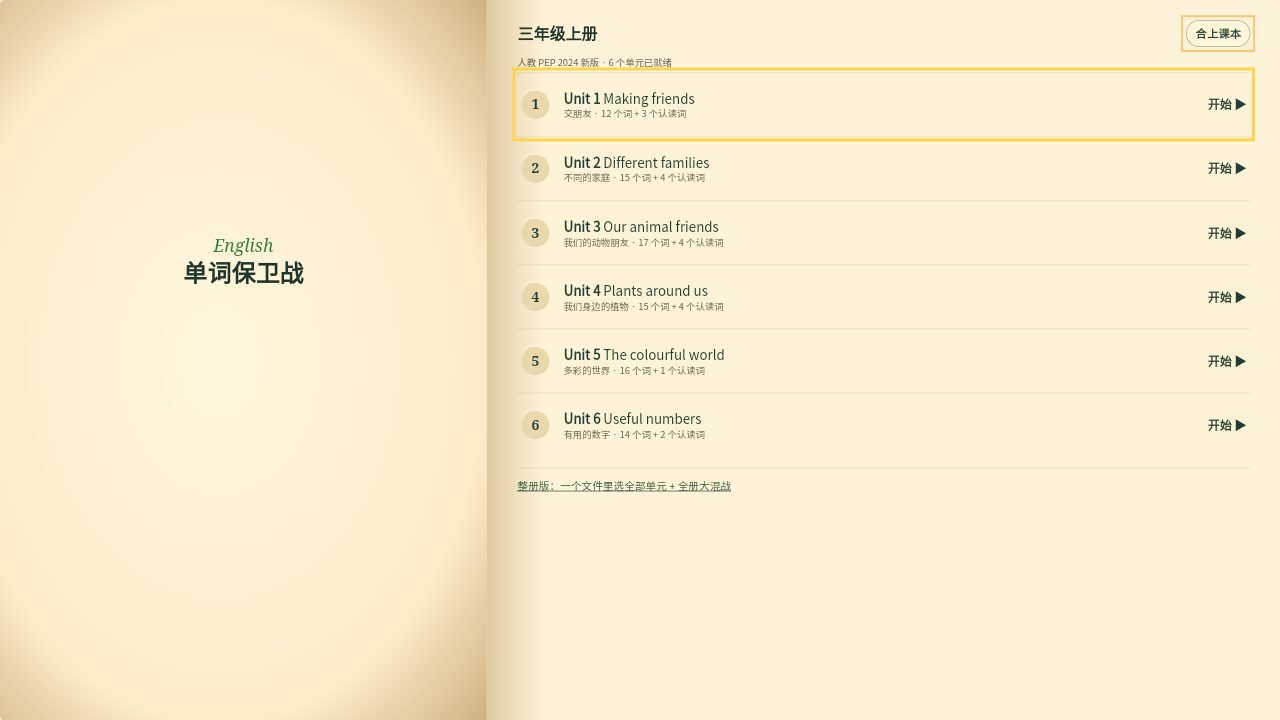 English
单词保卫战
三年级上册
合上课本
人教 PEP 2024 新版 · 6 个单元已就绪
1
Unit 1 Making friends
交朋友 · 12 个词 + 3 个认读词
开始 ▶
2
Unit 2 Different families
不同的家庭 · 15 个词 + 4 个认读词
开始 ▶
3
Unit 3 Our animal friends
我们的动物朋友 · 17 个词 + 4 个认读词
开始 ▶
4
Unit 4 Plants around us
我们身边的植物 · 15 个词 + 4 个认读词
开始 ▶
5
Unit 5 The colourful world
多彩的世界 · 16 个词 + 1 个认读词
开始 ▶
6
Unit 6 Useful numbers
有用的数字 · 14 个词 + 2 个认读词
开始 ▶
整册版：一个文件里选全部单元 + 全册大混战